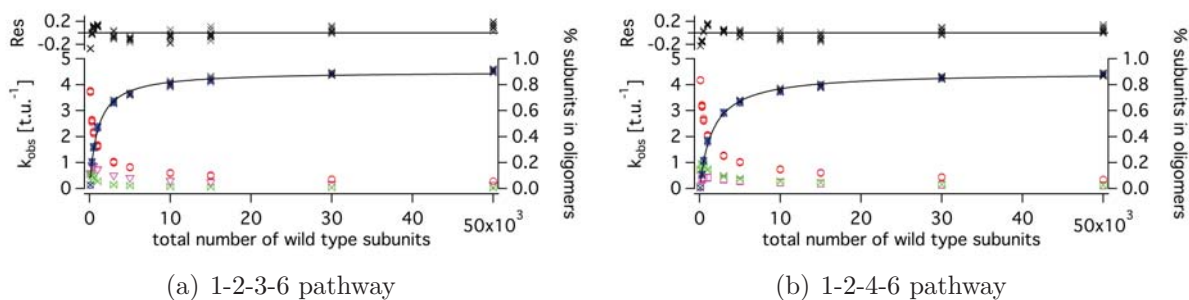 Res
0.2
-0.2
k_obs [t.u.^-1]
5
4
3
2
1
0
1.0
0.8
0.6
0.4
0.2
0.0
% subunits in oligomers
0 10 20 30 40 50x10^3
total number of wild type subunits
(a) 1-2-3-6 pathway
Res
0.2
-0.2
k_obs [t.u.^-1]
5
4
3
2
1
0
1.0
0.8
0.6
0.4
0.2
0.0
% subunits in oligomers
0 10 20 30 40 50x10^3
total number of wild type subunits
(b) 1-2-4-6 pathway